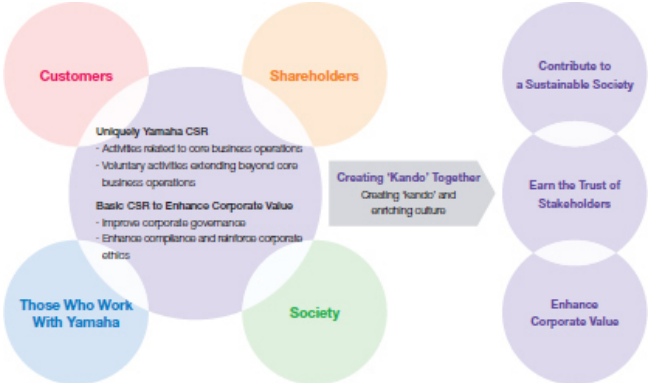 Customers
Shareholders
Uniquely Yamaha CSR
- Activities related to core business operations
- Voluntary activities extending beyond core
business operations
Basic CSR to Enhance Corporate Value
- Improve corporate governance
- Enhance compliance and reinforce corporate
ethics
Those Who Work
With Yamaha
Society
Creating ‘Kando’ Together
Creating ‘kando’ and
enriching culture
Contribute to
a Sustainable Society
Earn the Trust of
Stakeholders
Enhance
Corporate Value